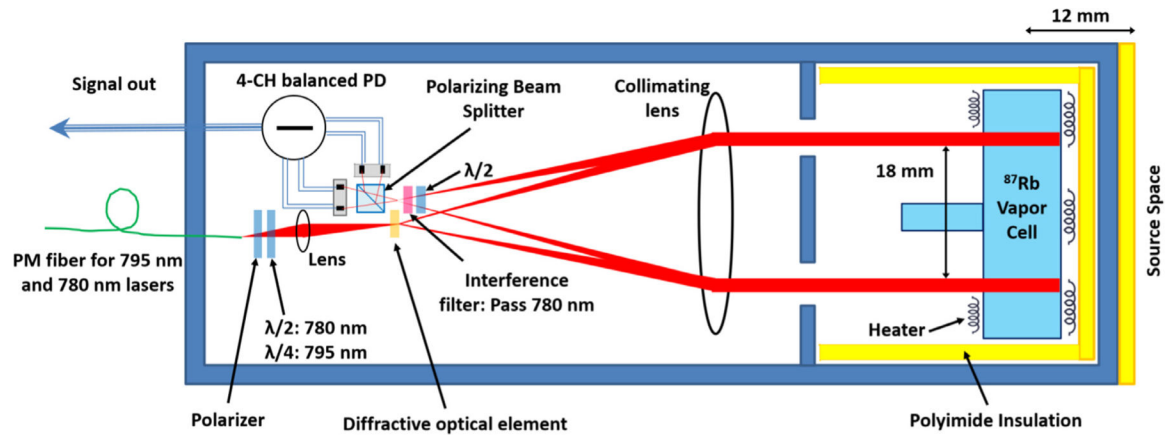 12 mm
Signal out
4-CH balanced PD
Polarizing Beam
Splitter
Collimating
lens
λ/2
18 mm
⁸⁷Rb
Vapor
Cell
Source Space
PM fiber for 795 nm
and 780 nm lasers
Lens
Interference
filter: Pass 780 nm
λ/2: 780 nm
λ/4: 795 nm
Heater
Polarizer
Diffractive optical element
Polyimide Insulation